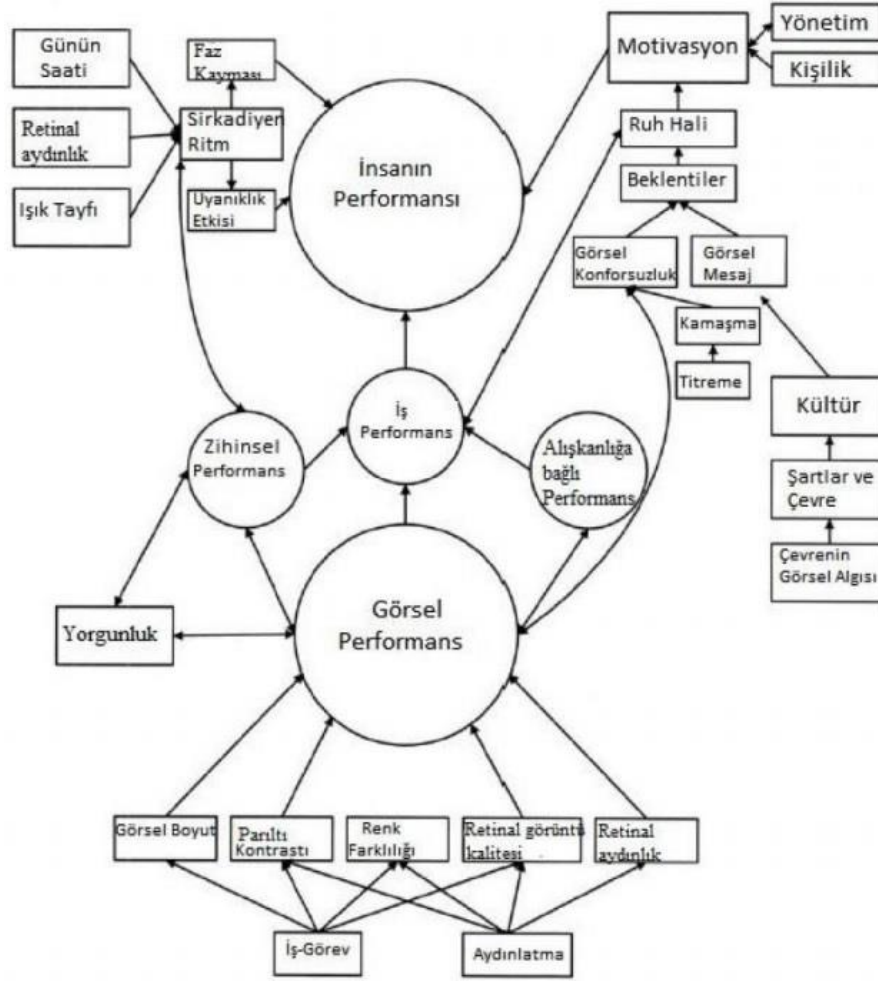 Günün
Saati
Retinal
aydınlık
Işık Tayfı
Faz
Kayması
Sirkadiyen
Ritm
Uyanıklık
Etkisi
İnsanın
Performansı
Motivasyon
Yönetim
Kişilik
Ruh Hali
Beklentiler
Görsel
Konforsuzluk
Görsel
Mesaj
Kamaşma
Titreme
Kültür
Şartlar ve
Çevre
Çevrenin
Görsel Algısı
Zihinsel
Performans
İş
Performans
Alışkanlığa
bağlı
Performans
Yorgunluk
Görsel
Performans
Görsel Boyut
Parıltı
Kontrastı
Renk
Farklılığı
Retinal görüntü
kalitesi
Retinal
aydınlık
İş-Görev
Aydınlatma